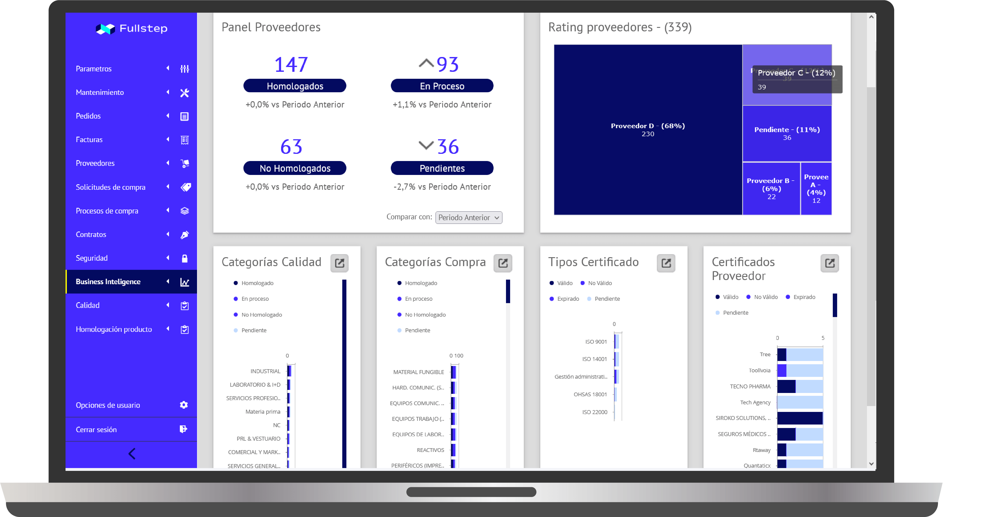 Fullstep
Parametros
Mantenimiento
Pedidos
Facturas
Proveedores
Solicitudes de compra
Procesos de compra
Contratos
Seguridad
Business Inteligence
Calidad
Homologación producto
Opciones de usuario
Cerrar sesión
Panel Proveedores
147
Homologados
+0,0% vs Periodo Anterior
93
En Proceso
+1,1% vs Periodo Anterior
63
No Homologados
+0,0% vs Periodo Anterior
36
Pendientes
-2,7% vs Periodo Anterior
Comparar con: Periodo Anterior
Rating proveedores - (339)
Proveedor D - (68%)
230
Proveedor C - (12%)
39
Proveedor C - (12%)
39
Pendiente - (11%)
36
Proveedor B -
(6%)
22
Provee
A -
(4%)
12
Categorías Calidad
Homologado
En proceso
No Homologado
Pendiente
0
INDUSTRIAL
LABORATORIO & I+D
SERVICIOS PROFESIO..
Materia prima
NC
PRL & VESTUARIO
COMERCIAL Y MARK..
SERVICIOS GENERAL..
Categorías Compra
Homologado
En proceso
No Homologado
Pendiente
0 100
MATERIAL FUNGIBLE
HARD. COMUNIC. (S..
EQUIPOS COMUNIC. ..
EQUIPOS TRABAJO (..
EQUIPOS DE LABOR..
REACTIVOS
PERIFÉRICOS (IMPRE..
Tipos Certificado
Válido No Válido
Expirado Pendiente
0
ISO 9001
ISO 14001
Gestión administrati..
OHSAS 18001
ISO 22000
Certificados
Proveedor
Válido No Válido Expirado
Pendiente
0 5
Tree
Toollvoia
TECNO PHARMA
Tech Agency
SIROKO SOLUTIONS, ..
SEGUROS MÉDICOS ..
Rtaway
Quantaticx